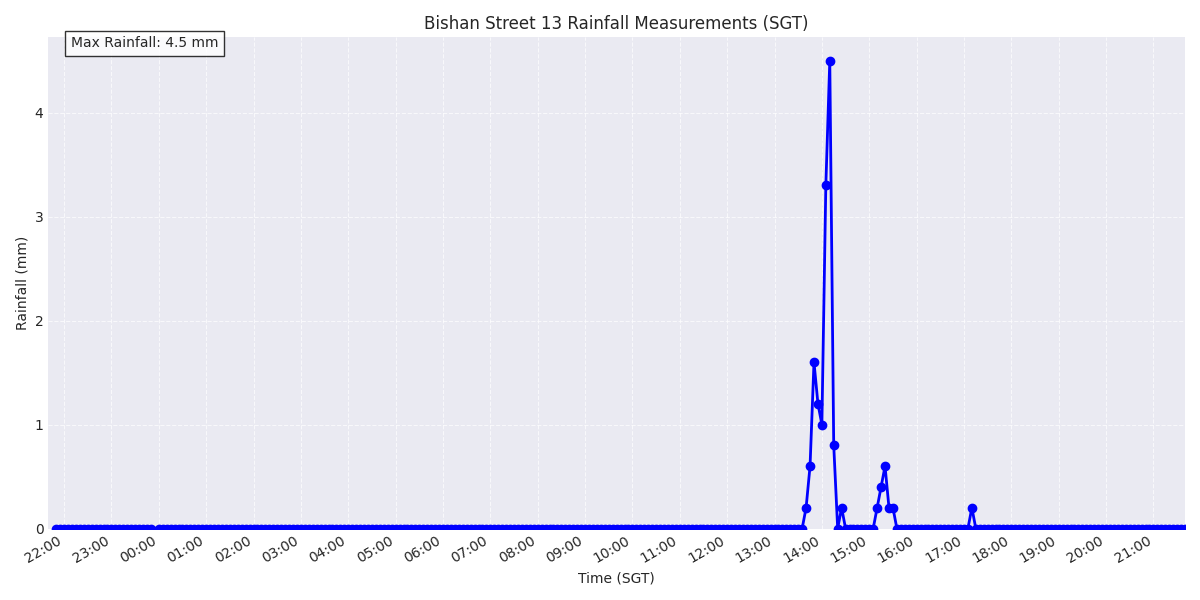 Bishan Street 13 Rainfall Measurements (SGT)
Max Rainfall: 4.5 mm
Rainfall (mm)
4
3
2
1
0
22:00 23:00 00:00 01:00 02:00 03:00 04:00 05:00 06:00 07:00 08:00 09:00 10:00 11:00 12:00 13:00 14:00 15:00 16:00 17:00 18:00 19:00 20:00 21:00
Time (SGT)